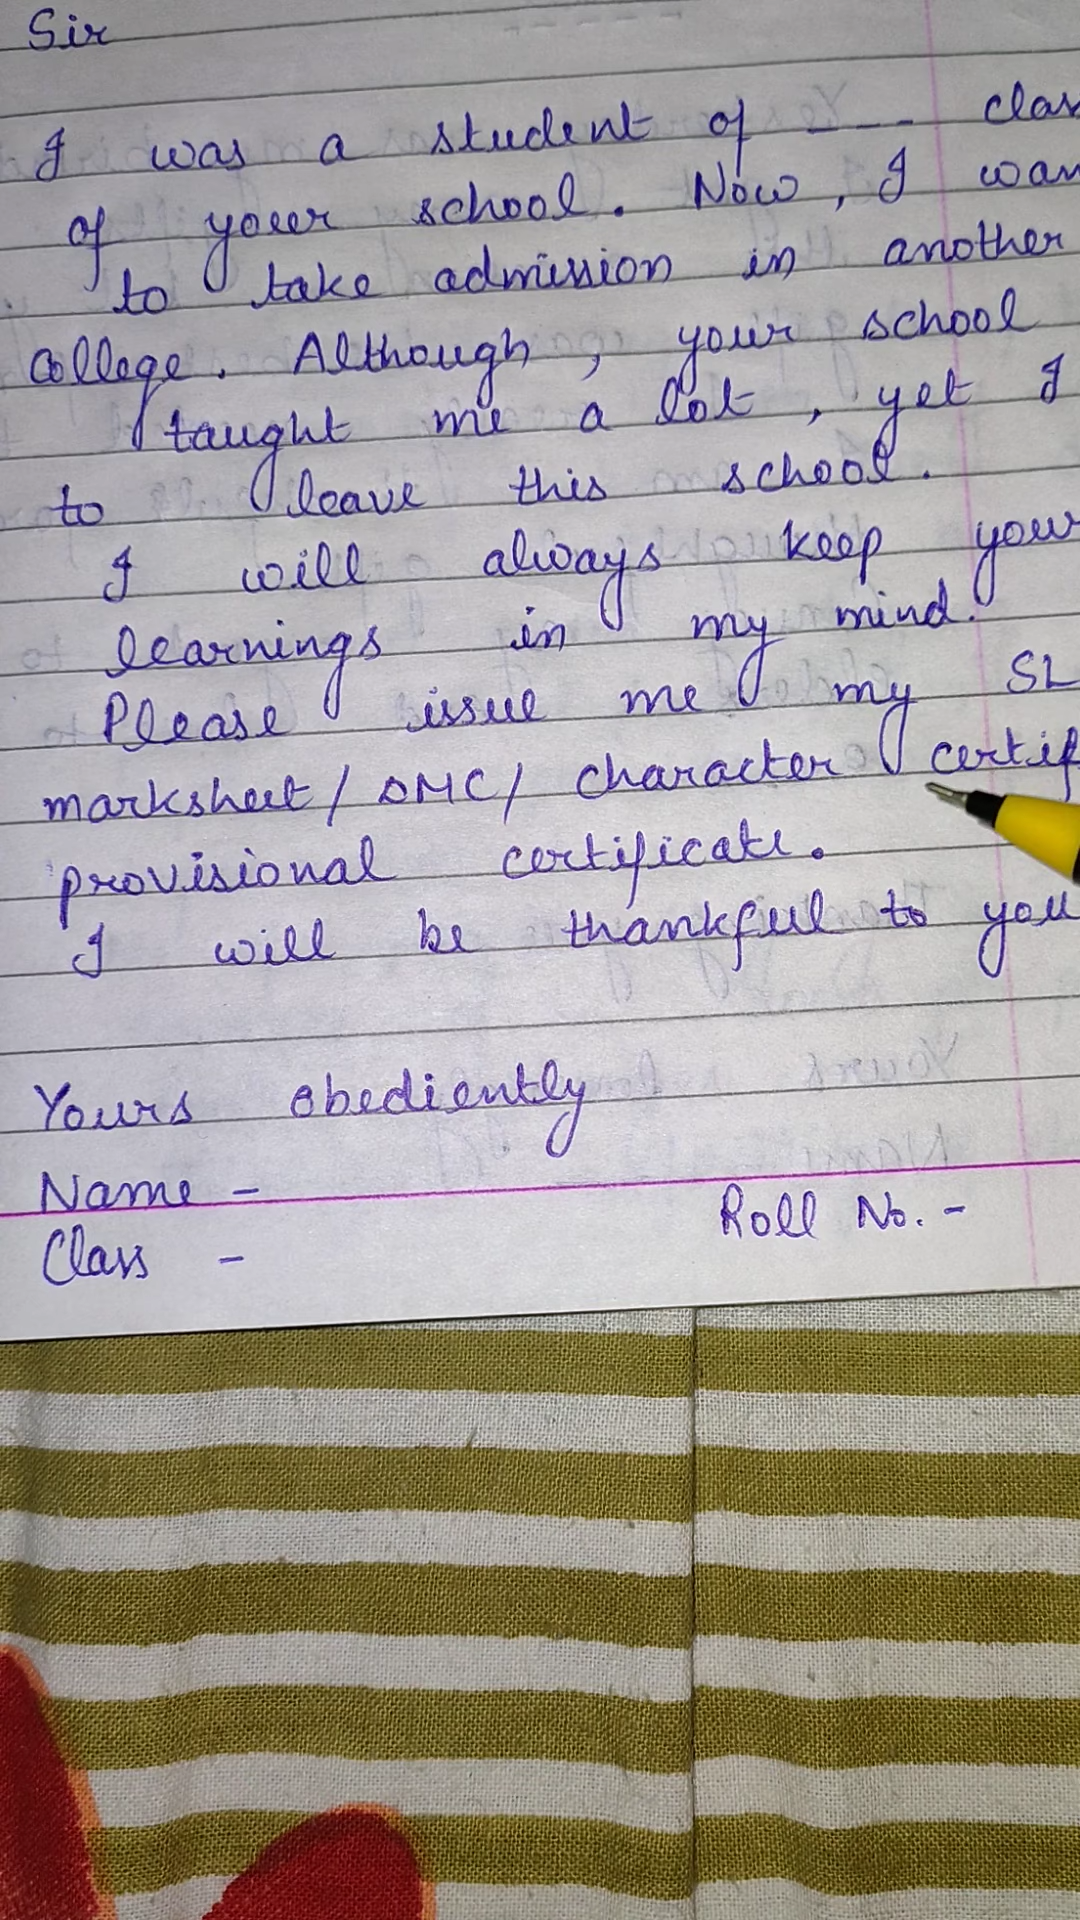 Sir
I was a student of ---- clas
of your school. Now, I wan
to take admission in another
college. Although, your school
taught me a lot, yet I
to leave this school.
I will always keep your
learnings in my mind.
Please issue me my SL
marksheet/ DMC/ character certif
provisional certificate.
I will be thankful to you
Yours obediently
Name -
Class -
Roll No. -